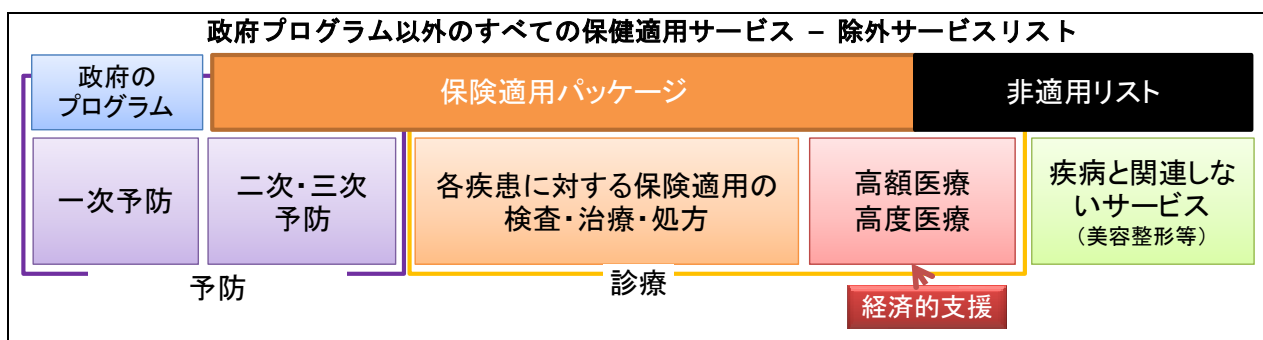 政府プログラム以外のすべての保健適用サービス – 除外サービスリスト
政府の
プログラム
保険適用パッケージ
非適用リスト
一次予防
二次・三次
予防
各疾患に対する保険適用の
検査・治療・処方
高額医療
高度医療
疾病と関連しな
いサービス
（美容整形等）
予防
診療
経済的支援